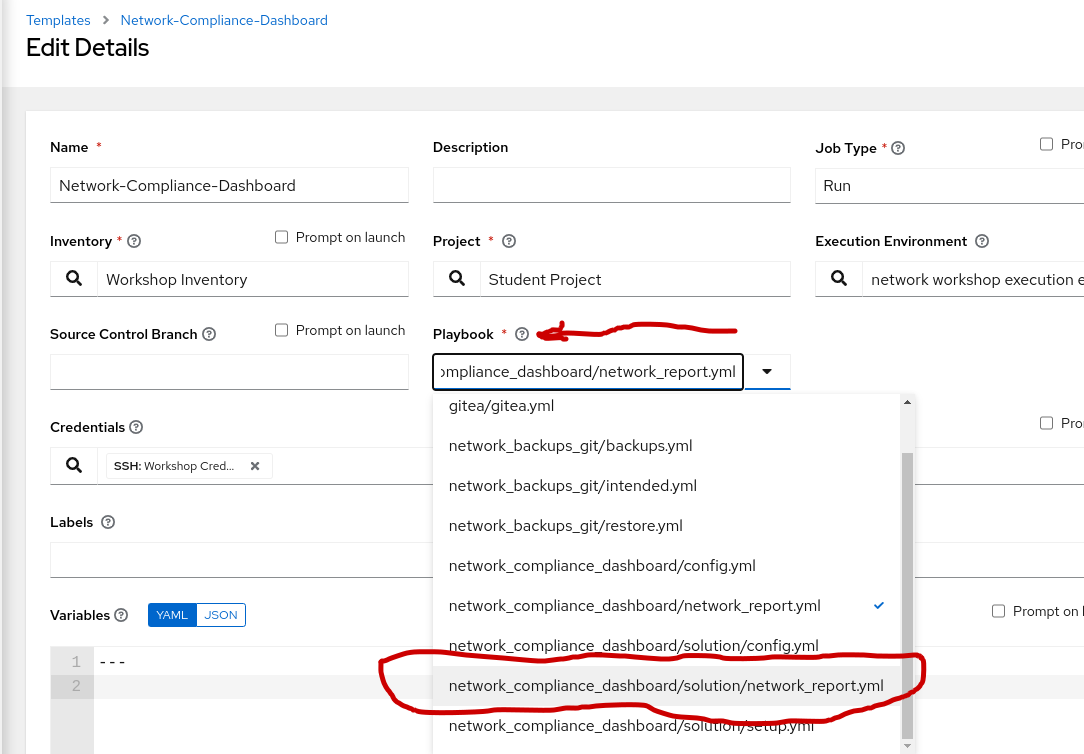 Templates > Network-Compliance-Dashboard
Edit Details
Name * Description Job Type * Pro
Network-Compliance-Dashboard Run
Inventory * Prompt on launch Project * Execution Environment
Workshop Inventory Student Project network workshop execution e
Source Control Branch Prompt on launch Playbook *
ompliance_dashboard/network_report.yml
gitea/gitea.yml
Credentials Pro
network_backups_git/backups.yml
SSH: Workshop Cred...
network_backups_git/intended.yml
Labels
network_backups_git/restore.yml
network_compliance_dashboard/config.yml
Variables YAML JSON Prompt on l
network_compliance_dashboard/network_report.yml
network_compliance_dashboard/solution/config.yml
1 ---
2
network_compliance_dashboard/solution/network_report.yml
network_compliance_dashboard/solution/setup.yml